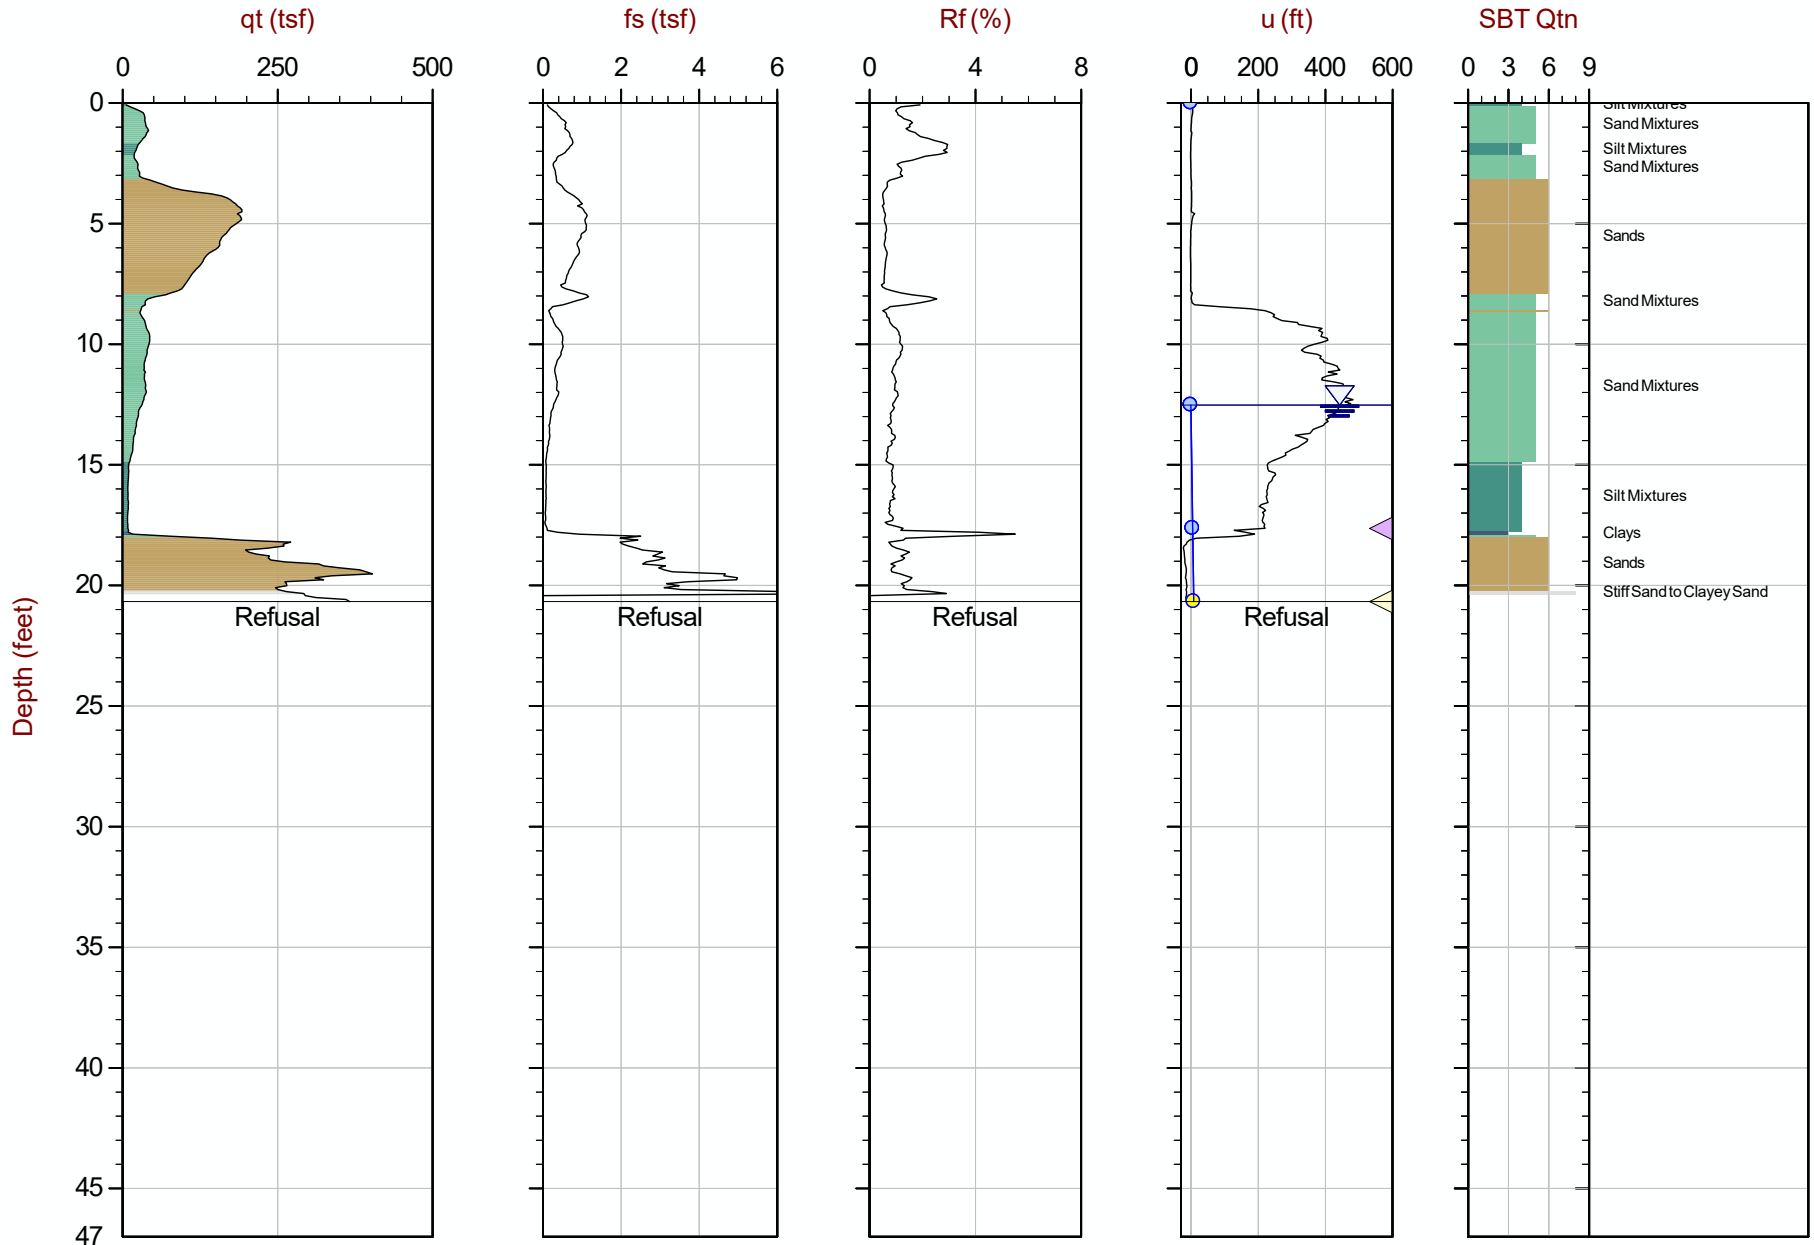 qt (tsf) fs (tsf) Rf (%) u (ft) SBT Qtn
0 250 500 0 2 4 6 0 4 8 0 200 400 600 0 3 6 9
0
Silt Mixtures
Sand Mixtures
Silt Mixtures
Sand Mixtures
5
Sands
Sand Mixtures
10
Sand Mixtures
15
Silt Mixtures
Clays
Sands
20
Stiff Sand to Clayey Sand
Refusal Refusal Refusal Refusal
Depth (feet)
25
30
35
40
45
47